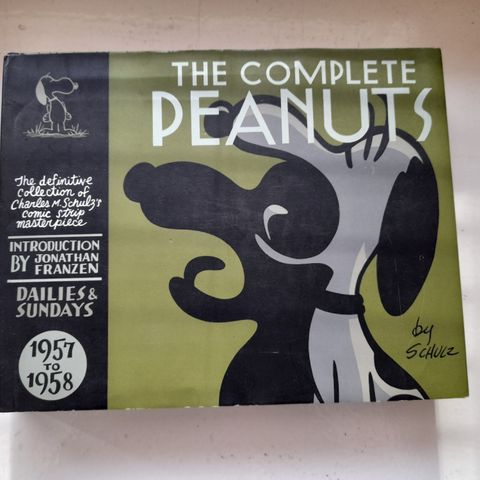 THE COMPLETE
PEANUTS
The definitive
collection of
Charles M. Schulz's
comic strip
masterpiece
INTRODUCTION
BY JONATHAN
FRANZEN
DAILIES &
SUNDAYS
1957
TO
1958
by
SCHULZ